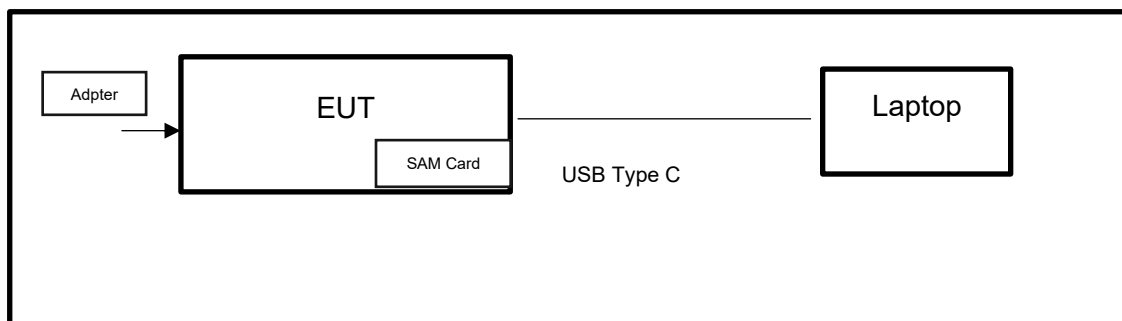 Adpter
EUT
SAM Card
USB Type C
Laptop